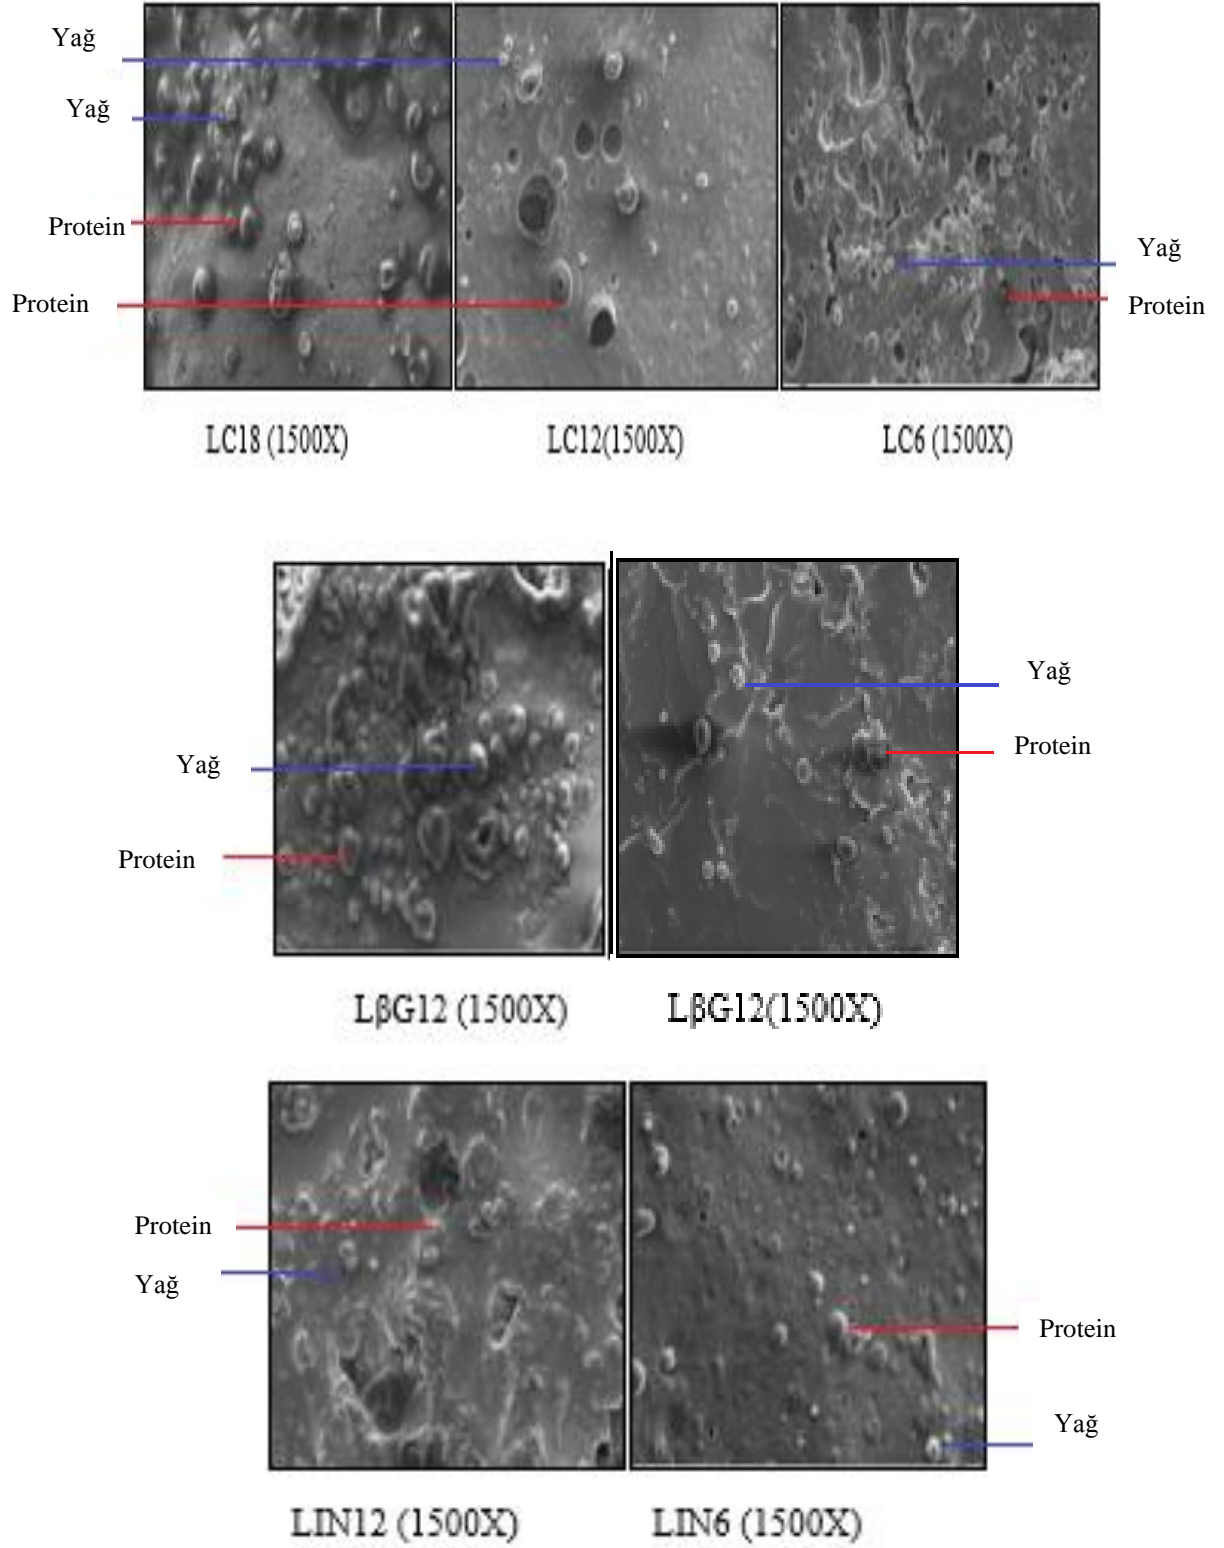 Yağ
Yağ
Protein
Protein
Yağ
Protein
LC18 (1500X)
LC12(1500X)
LC6 (1500X)
Yağ
Protein
Yağ
Protein
LβG12 (1500X)
LβG12(1500X)
Protein
Yağ
Protein
Yağ
LIN12 (1500X)
LIN6 (1500X)